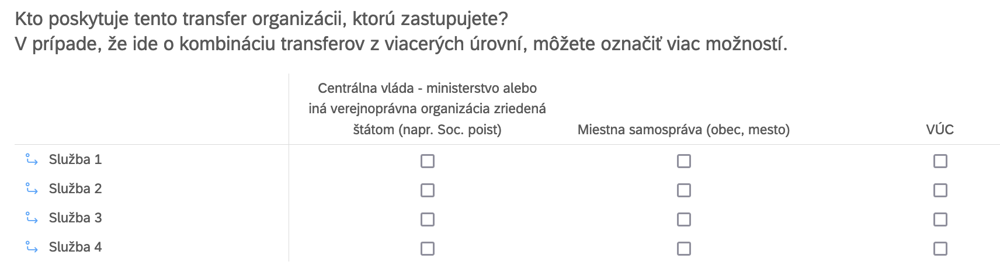 Kto poskytuje tento transfer organizácii, ktorú zastupujete?
V prípade, že ide o kombináciu transferov z viacerých úrovní, môžete označiť viac možností.
Centrálna vláda - ministerstvo alebo
iná verejnoprávna organizácia zriedená
štátom (napr. Soc. poist)
Miestna samospráva (obec, mesto)
VÚC
Služba 1
Služba 2
Služba 3
Služba 4